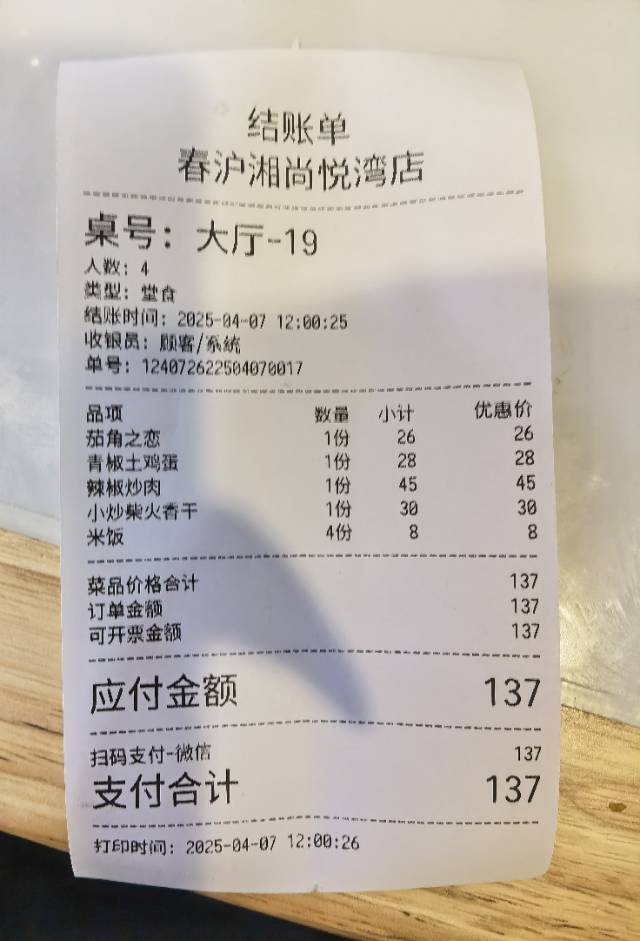 结账单
春沪湘尚悦湾店
桌号：大厅-19
人数：4
类型：堂食
结账时间：2025-04-07 12:00:25
收银员：顾客/系统
单号：124072622504070017
品项 数量 小计 优惠价
茄角之恋 1份 26 26
青椒土鸡蛋 1份 28 28
辣椒炒肉 1份 45 45
小炒柴火香干 1份 30 30
米饭 4份 8 8
菜品价格合计 137
订单金额 137
可开票金额 137
应付金额 137
扫码支付-微信 137
支付合计 137
打印时间：2025-04-07 12:00:26